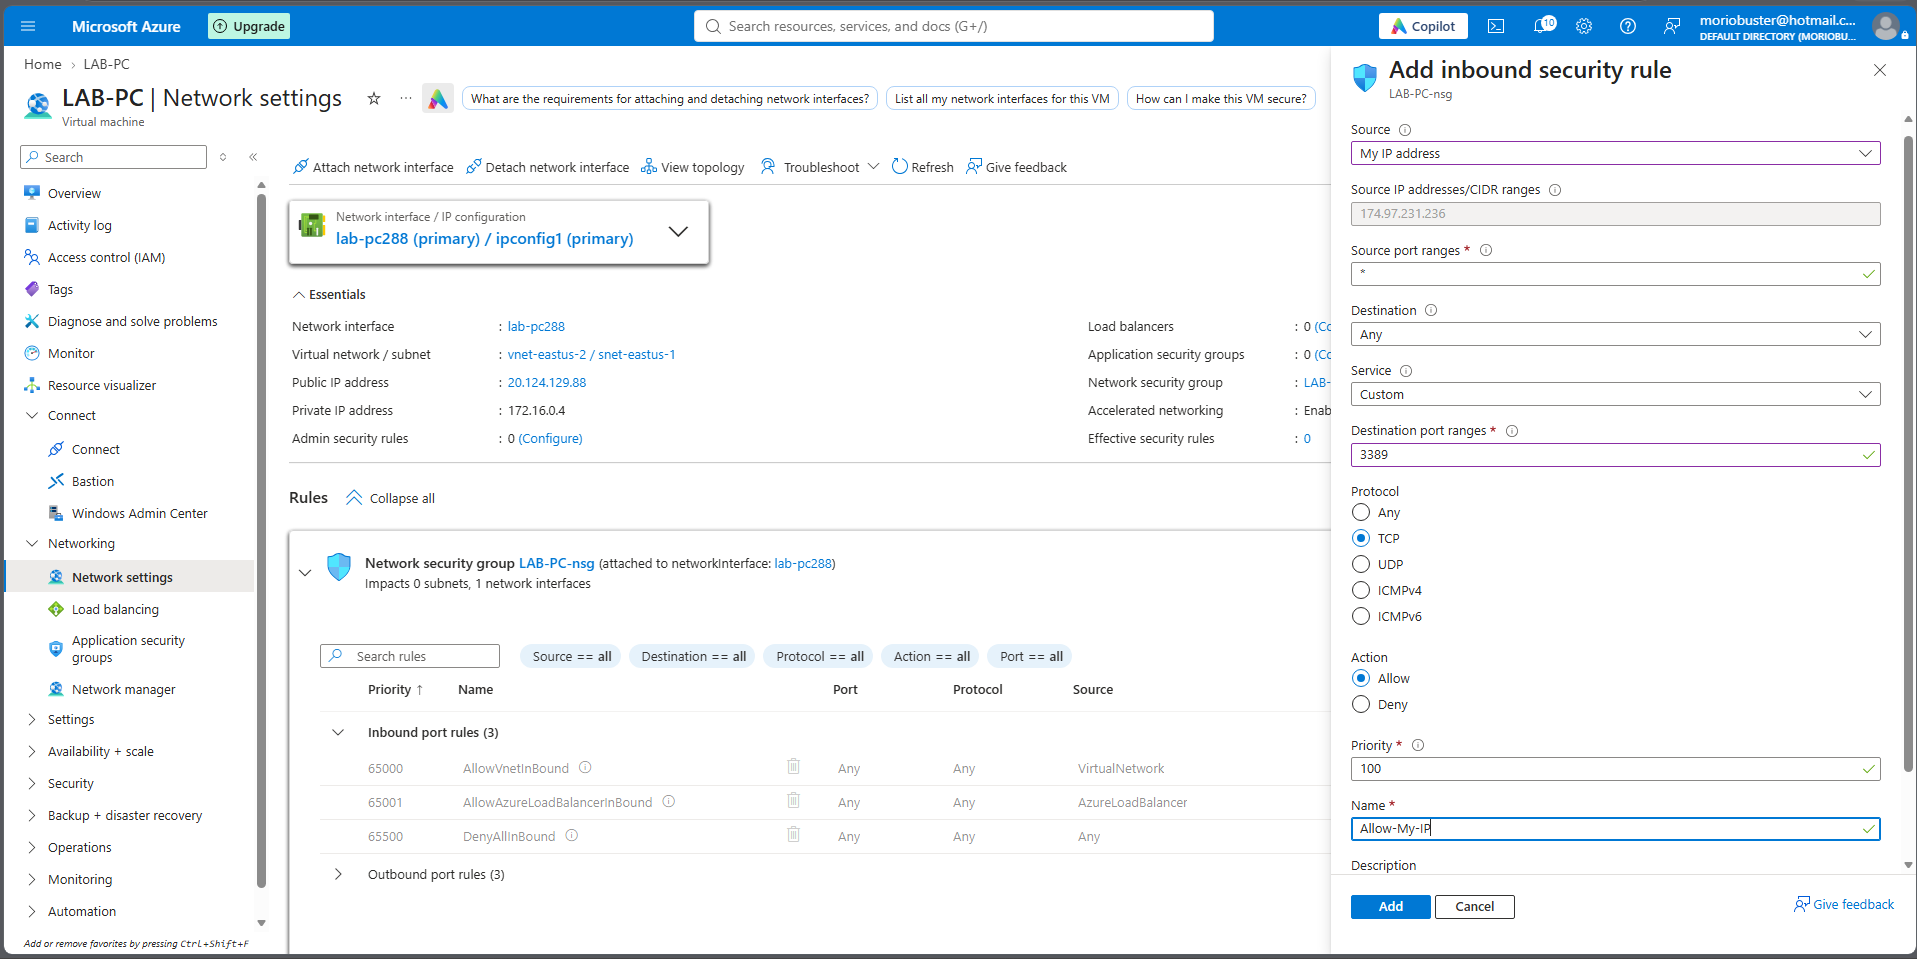 Microsoft Azure
Upgrade
Search resources, services, and docs (G+/)
Copilot
10
moriobuster@hotmail.c...
DEFAULT DIRECTORY (MORIOBU...
Home > LAB-PC
LAB-PC | Network settings
Virtual machine
What are the requirements for attaching and detaching network interfaces?
List all my network interfaces for this VM
How can I make this VM secure?
Search
Overview
Activity log
Access control (IAM)
Tags
Diagnose and solve problems
Monitor
Resource visualizer
Connect
Connect
Bastion
Windows Admin Center
Networking
Network settings
Load balancing
Application security
groups
Network manager
Settings
Availability + scale
Security
Backup + disaster recovery
Operations
Monitoring
Automation
Add or remove favorites by pressing Ctrl+Shift+F
Attach network interface Detach network interface View topology Troubleshoot Refresh Give feedback
Network interface / IP configuration
lab-pc288 (primary) / ipconfig1 (primary)
Essentials
Network interface : lab-pc288
Virtual network / subnet : vnet-eastus-2 / snet-eastus-1
Public IP address : 20.124.129.88
Private IP address : 172.16.0.4
Admin security rules : 0 (Configure)
Load balancers : 0 (Co
Application security groups : 0 (Co
Network security group : LAB-
Accelerated networking : Enab
Effective security rules : 0
Rules Collapse all
Network security group LAB-PC-nsg (attached to networkInterface: lab-pc288)
Impacts 0 subnets, 1 network interfaces
Search rules
Source == all
Destination == all
Protocol == all
Action == all
Port == all
Priority ↑ Name Port Protocol Source
Inbound port rules (3)
65000 AllowVnetInBound Any Any VirtualNetwork
65001 AllowAzureLoadBalancerInBound Any Any AzureLoadBalancer
65500 DenyAllInBound Any Any Any
Outbound port rules (3)
Add inbound security rule
LAB-PC-nsg
Source
My IP address
Source IP addresses/CIDR ranges
174.97.231.236
Source port ranges *
*
Destination
Any
Service
Custom
Destination port ranges *
3389
Protocol
Any
TCP
UDP
ICMPv4
ICMPv6
Action
Allow
Deny
Priority *
100
Name *
Allow-My-IP
Description
Add
Cancel
Give feedback